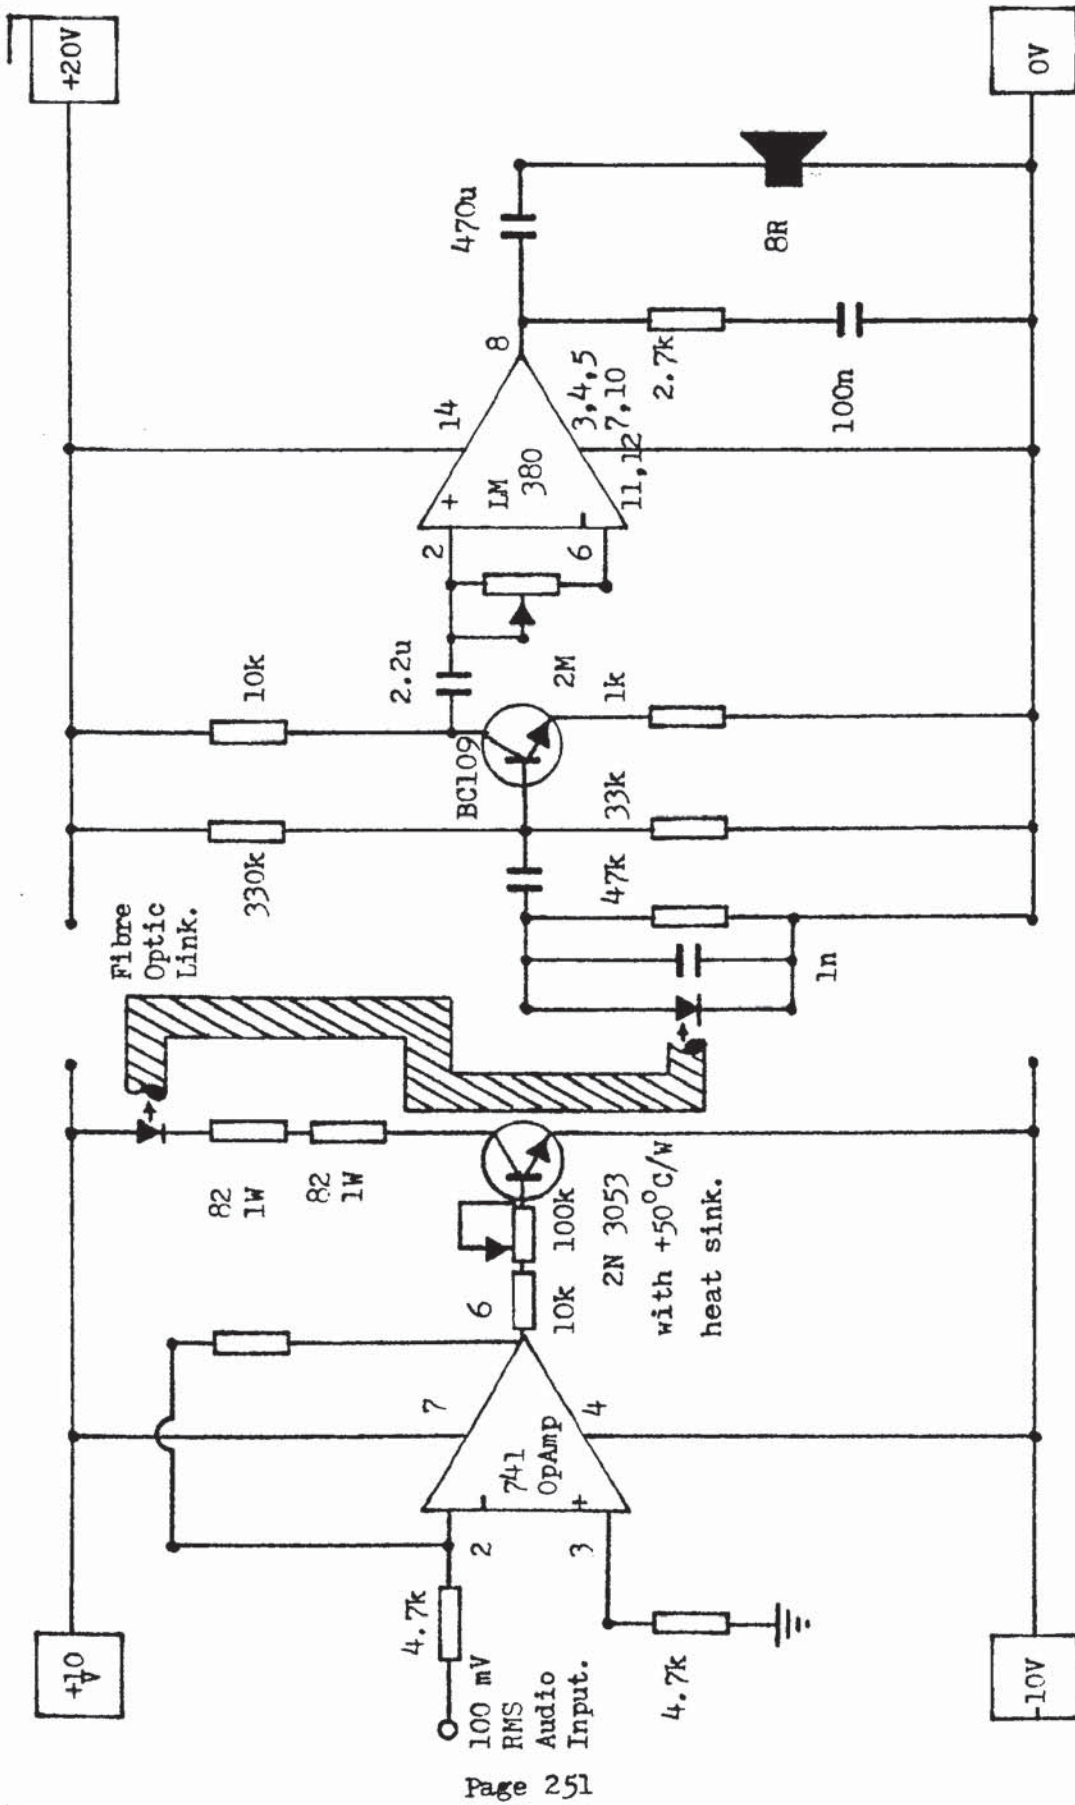 +10
V
-10V
100 mV
RMS
Audio
Input.
4.7k
4.7k
2
3
741
OpAmp
-
+
7
4
6
10k
100k
82
1W
82
1W
2N 3053
with +50°C/W
heat sink.
Fibre
Optic
Link.
1n
47k
330k
33k
BC109
10k
1k
2.2u
2M
2
6
+
-
LM
380
14
8
3,4,5
7,10
11,12
2.7k
100n
470u
8R
+20V
0V
Page 251